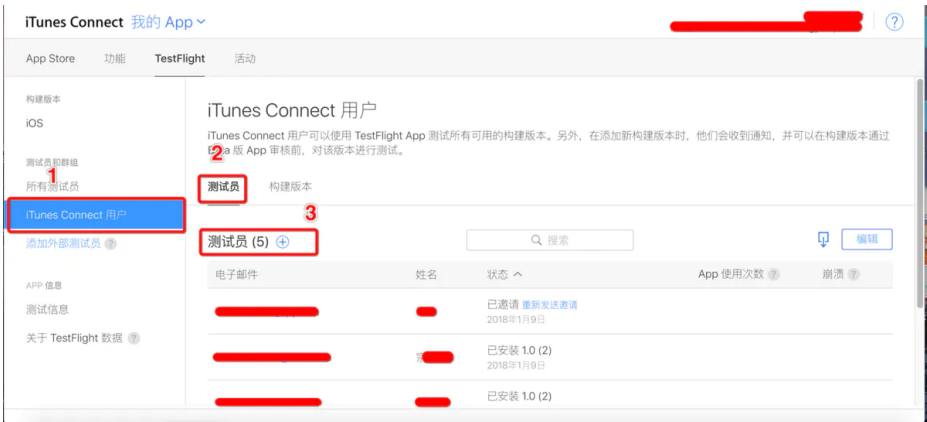 iTunes Connect 我的 App
?
App Store 功能 TestFlight 活动
构建版本
iOS
测试员和群组
1
所有测试员
iTunes Connect 用户
添加外部测试员 ?
APP 信息
测试信息
关于 TestFlight 数据 ?
iTunes Connect 用户
iTunes Connect 用户可以使用 TestFlight App 测试所有可用的构建版本。另外，在添加新构建版本时，他们会收到通知，并可以在构建版本通过
版 App 审核前，对该版本进行测试。
2
测试员 构建版本
3
测试员 (5)
搜索
编辑
电子邮件 姓名 状态 App 使用次数 ? 崩溃 ?
已邀请 重新发送邀请
2018年1月9日
已安装 1.0 (2)
2018年1月9日
已安装 1.0 (2)